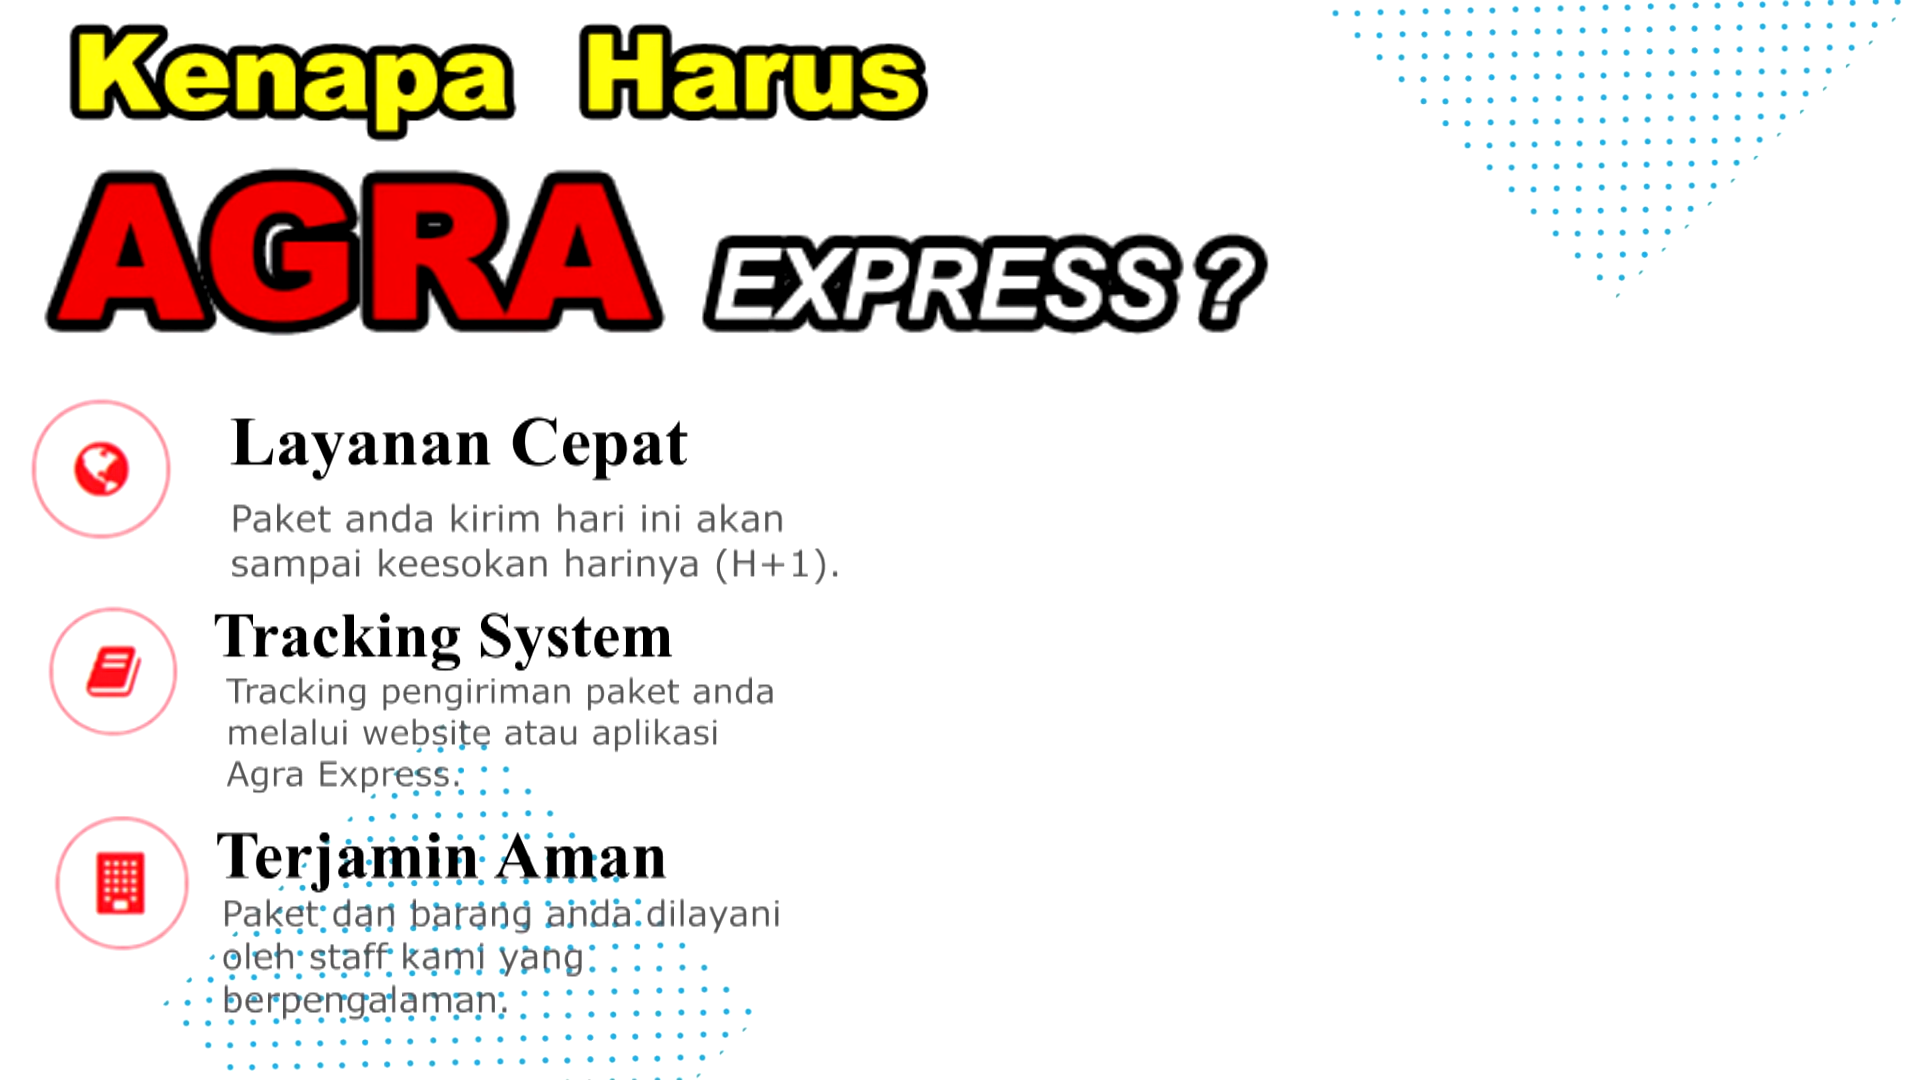 Kenapa Harus
AGRA EXPRESS ?
Layanan Cepat
Paket anda kirim hari ini akan
sampai keesokan harinya (H+1).
Tracking System
Tracking pengiriman paket anda
melalui website atau aplikasi
Agra Express.
Terjamin Aman
Paket dan barang anda dilayani
oleh staff kami yang
berpengalaman.